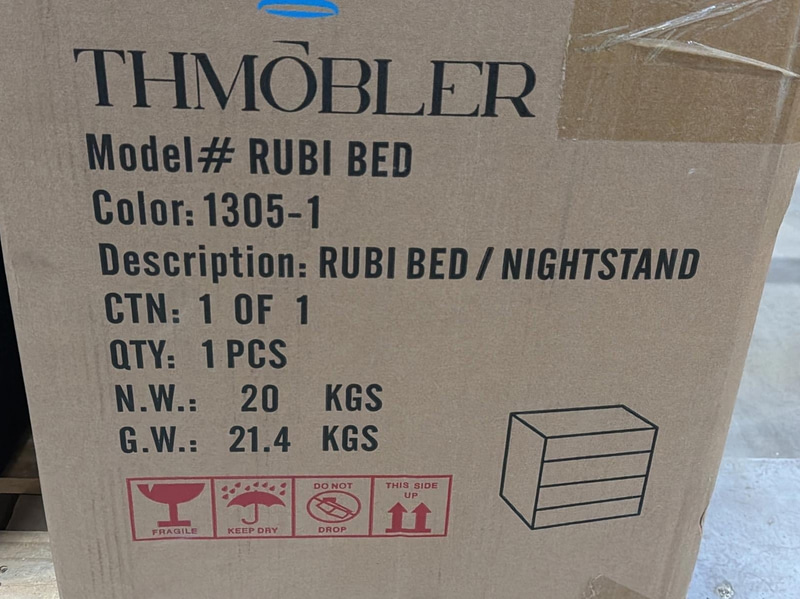 THMŌBLER
Model# RUBI BED
Color: 1305-1
Description: RUBI BED / NIGHTSTAND
CTN: 1 OF 1
QTY: 1 PCS
N.W.: 20 KGS
G.W.: 21.4 KGS
FRAGILE
KEEP DRY
DO NOT
DROP
THIS SIDE
UP